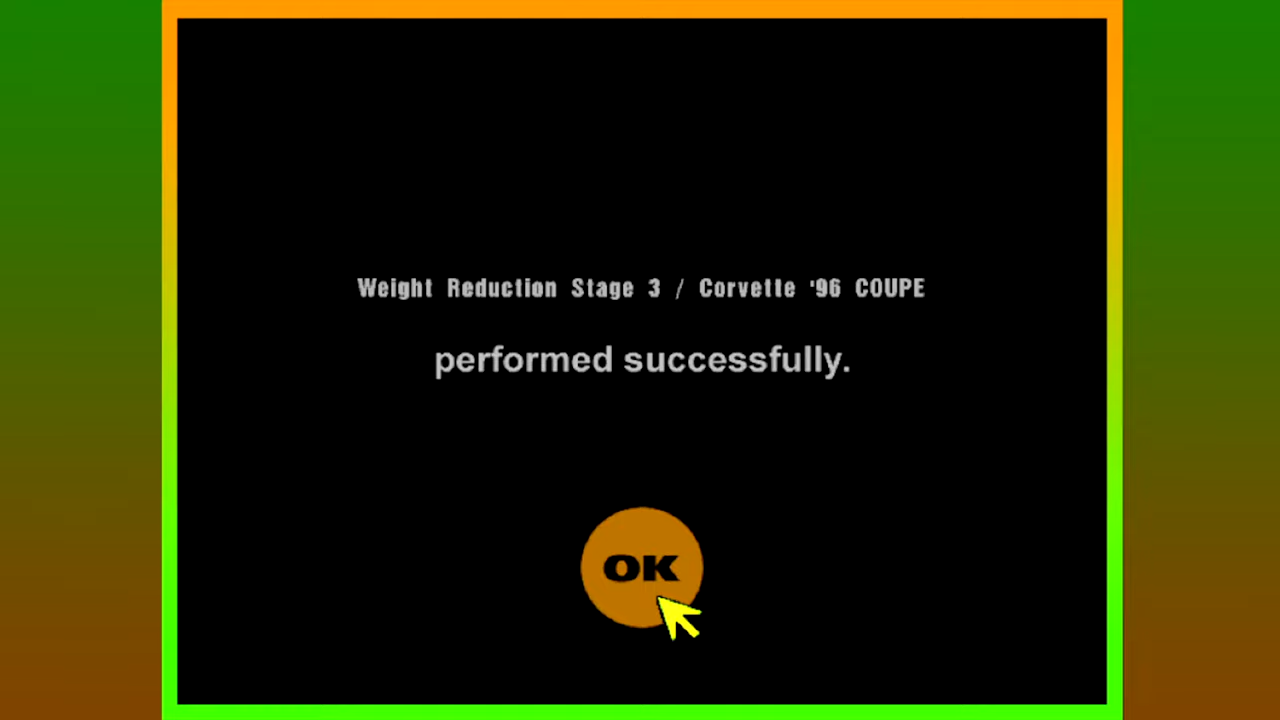 Weight Reduction Stage 3 / Corvette '96 COUPE
performed successfully.
OK